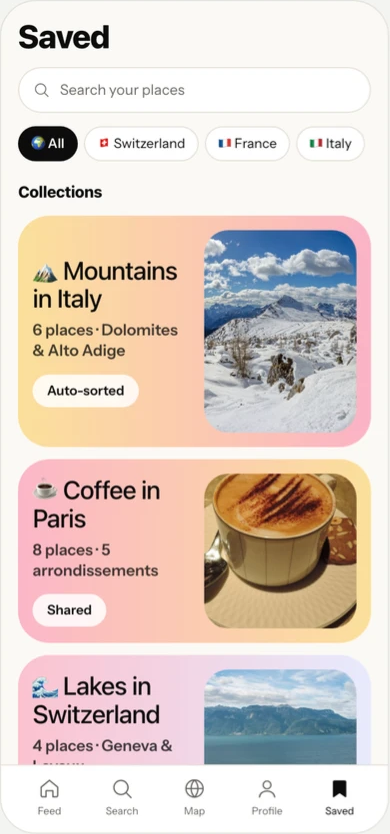 Saved
Search your places
🌍 All
🇨🇭 Switzerland
🇫🇷 France
🇮🇹 Italy
Collections
⛰️ Mountains
in Italy
6 places · Dolomites
& Alto Adige
Auto-sorted
☕ Coffee in
Paris
8 places · 5
arrondissements
Shared
🌊 Lakes in
Switzerland
4 places · Geneva &
Feed
Search
Map
Profile
Saved